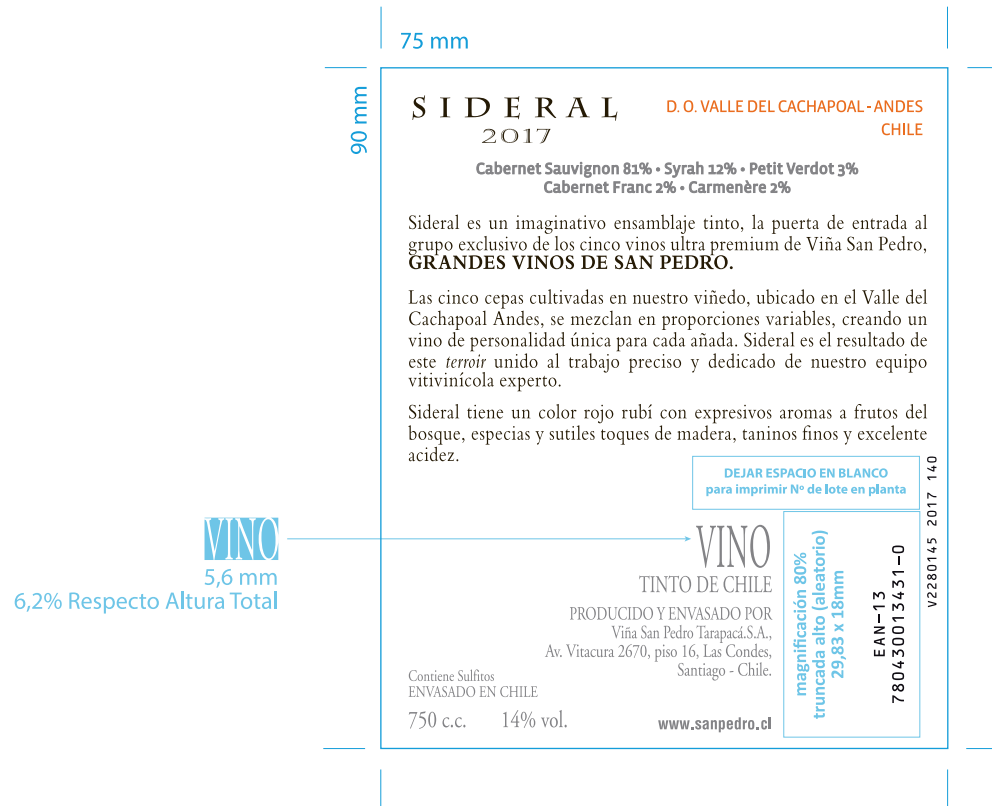 75 mm
90 mm
SIDERAL
2017
D. O. VALLE DEL CACHAPOAL - ANDES
CHILE
Cabernet Sauvignon 81% • Syrah 12% • Petit Verdot 3%
Cabernet Franc 2% • Carmenère 2%
Sideral es un imaginativo ensamblaje tinto, la puerta de entrada al
grupo exclusivo de los cinco vinos ultra premium de Viña San Pedro,
GRANDES VINOS DE SAN PEDRO.
Las cinco cepas cultivadas en nuestro viñedo, ubicado en el Valle del
Cachapoal Andes, se mezclan en proporciones variables, creando un
vino de personalidad única para cada añada. Sideral es el resultado de
este terroir unido al trabajo preciso y dedicado de nuestro equipo
vitivinícola experto.
Sideral tiene un color rojo rubí con expresivos aromas a frutos del
bosque, especias y sutiles toques de madera, taninos finos y excelente
acidez.
DEJAR ESPACIO EN BLANCO
para imprimir Nº de lote en planta
V2280145 2017 140
VINO
5,6 mm
6,2% Respecto Altura Total
VINO
TINTO DE CHILE
PRODUCIDO Y ENVASADO POR
Viña San Pedro Tarapacá.S.A.,
Av. Vitacura 2670, piso 16, Las Condes,
Santiago - Chile.
Contiene Sulfitos
ENVASADO EN CHILE
750 c.c. 14% vol.
www.sanpedro.cl
magnificación 80%
truncada alto (aleatorio)
29,83 x 18mm
EAN-13
780430013431-0